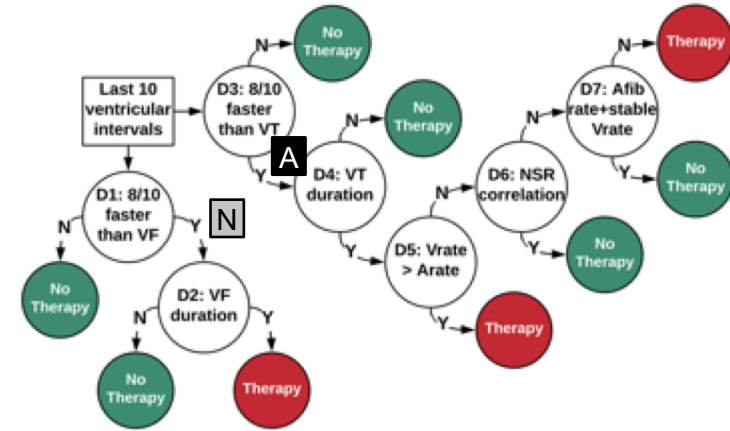 Last 10
ventricular
intervals
D3: 8/10
faster
than VT
N
No
Therapy
Y
A
D4: VT
duration
N
No
Therapy
Y
D5: Vrate
> Arate
N
D6: NSR
correlation
N
D7: Afib
rate+stable
Vrate
N
Therapy
Y
No
Therapy
Y
No
Therapy
Y
Therapy
D1: 8/10
faster
than VF
N
No
Therapy
Y
N
D2: VF
duration
N
No
Therapy
Y
Therapy